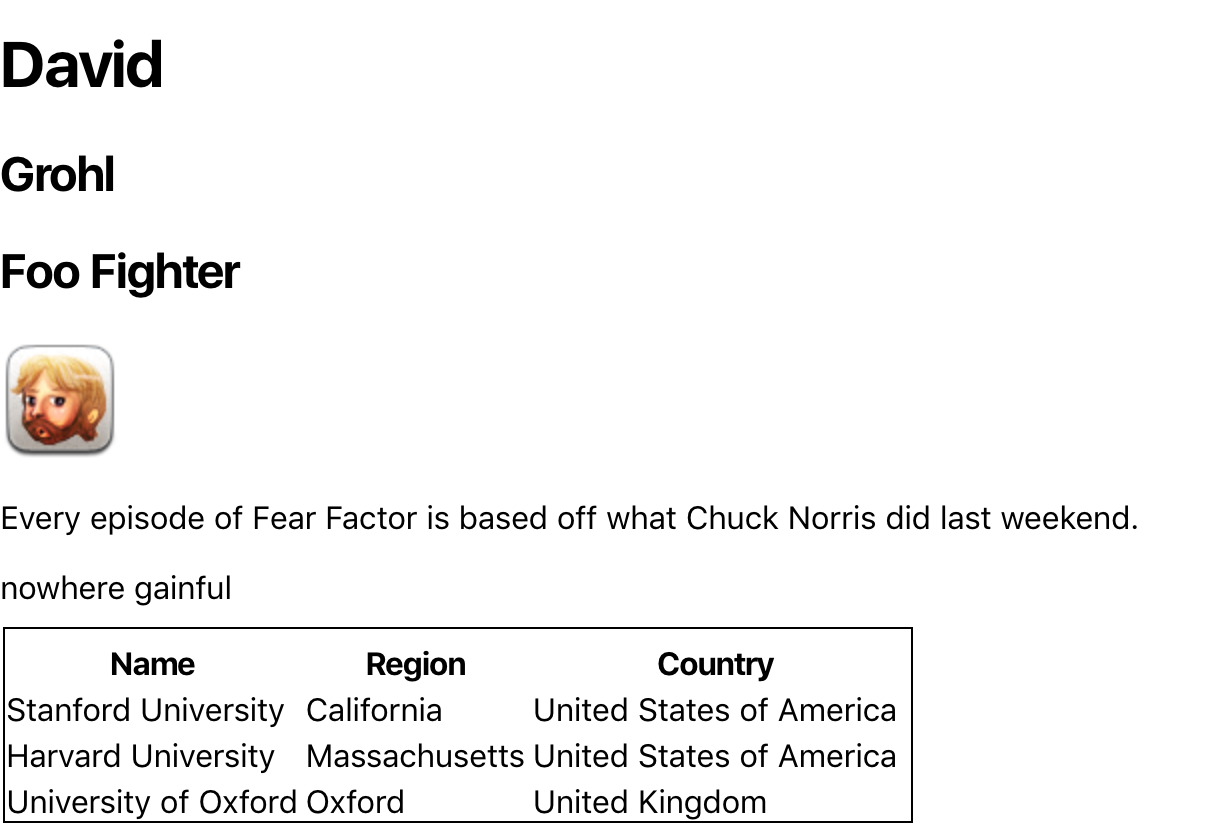 David
Grohl
Foo Fighter
Every episode of Fear Factor is based off what Chuck Norris did last weekend.
nowhere gainful
Name Region Country
Stanford University California United States of America
Harvard University Massachusetts United States of America
University of Oxford Oxford United Kingdom